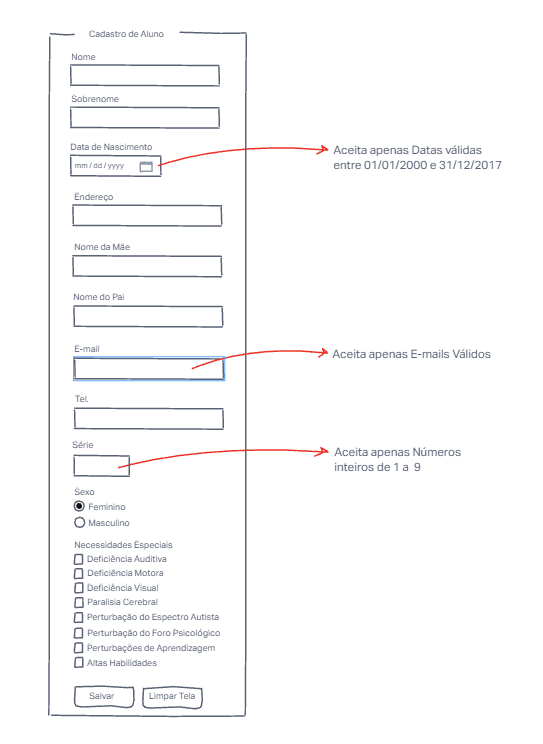 Cadastro de Aluno
Nome
Sobrenome
Data de Nascimento
mm / dd / yyyy
Aceita apenas Datas válidas
entre 01/01/2000 e 31/12/2017
Endereço
Nome da Mãe
Nome do Pai
E-mail
Aceita apenas E-mails Válidos
Tel.
Série
Aceita apenas Números
inteiros de 1 a 9
Sexo
Feminino
Masculino
Necessidades Especiais
Deficiência Auditiva
Deficiência Motora
Deficiência Visual
Paralisia Cerebral
Perturbação do Espectro Autista
Perturbação do Foro Psicológico
Perturbações de Aprendizagem
Altas Habilidades
Salvar
Limpar Tela